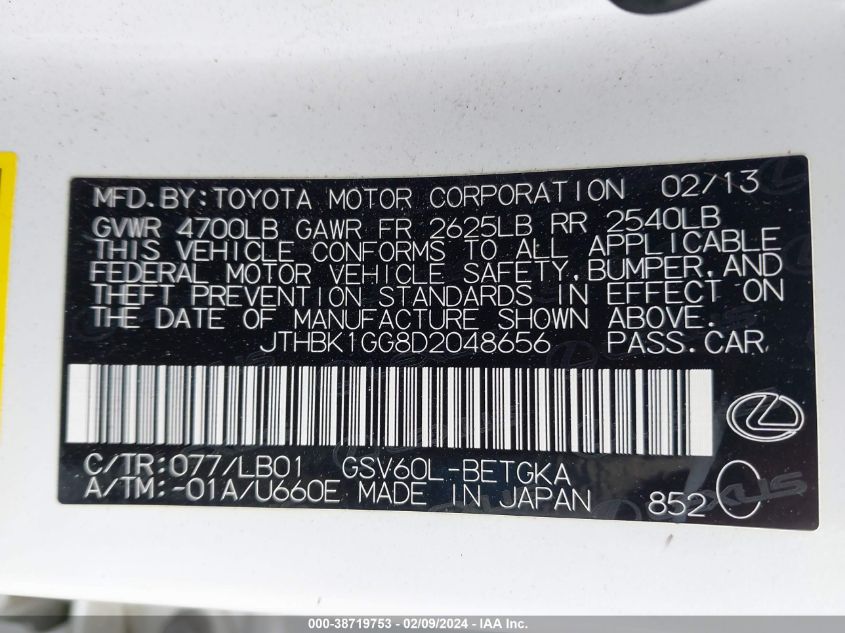 MFD.BY:TOYOTA MOTOR CORPORATION 02/13
GVWR 4700LB GAWR FR 2625LB RR 2540LB
THIS VEHICLE CONFORMS TO ALL APPLICABLE
FEDERAL MOTOR VEHICLE SAFETY,BUMPER,AND
THEFT PREVENTION STANDARDS IN EFFECT ON
THE DATE OF MANUFACTURE SHOWN ABOVE.
JTHBK1GG8D2048656 PASS.CAR
C/TR:077/LB01 GSV60L-BETGKA
A/TM:-01A/U660E MADE IN JAPAN 852C
LEXUS
000-38719753 - 02/09/2024 - IAA Inc.